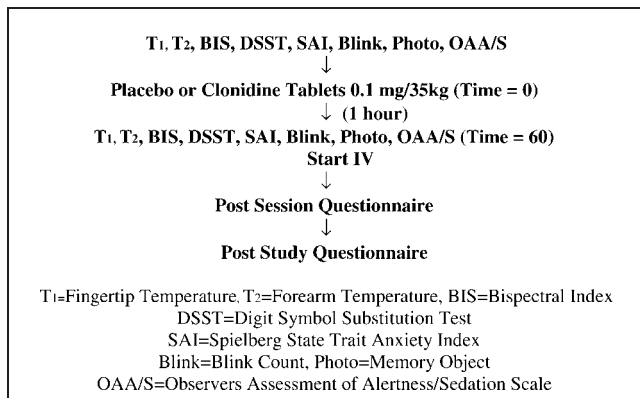 T1, T2, BIS, DSST, SAI, Blink, Photo, OAA/S
↓
Placebo or Clonidine Tablets 0.1 mg/35kg (Time = 0)
↓ (1 hour)
T1, T2, BIS, DSST, SAI, Blink, Photo, OAA/S (Time = 60)
Start IV
↓
Post Session Questionnaire
↓
Post Study Questionnaire
T1=Fingertip Temperature, T2=Forearm Temperature, BIS=Bispectral Index
DSST=Digit Symbol Substitution Test
SAI=Spielberg State Trait Anxiety Index
Blink=Blink Count, Photo=Memory Object
OAA/S=Observers Assessment of Alertness/Sedation Scale